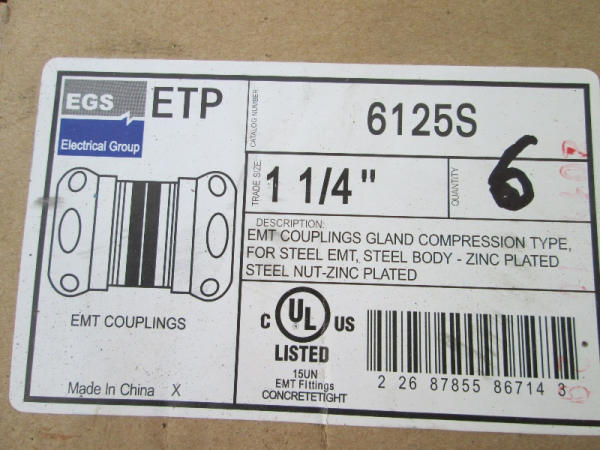 EGS ETP
Electrical Group
EMT COUPLINGS
Made In China X
CATALOG NUMBER
6125S
TRADE SIZE
1 1/4"
QUANTITY
6
DESCRIPTION:
EMT COUPLINGS GLAND COMPRESSION TYPE,
FOR STEEL EMT, STEEL BODY - ZINC PLATED
STEEL NUT-ZINC PLATED
C UL US
LISTED
15UN
EMT Fittings
CONCRETETIGHT
2 26 87855 86714 3